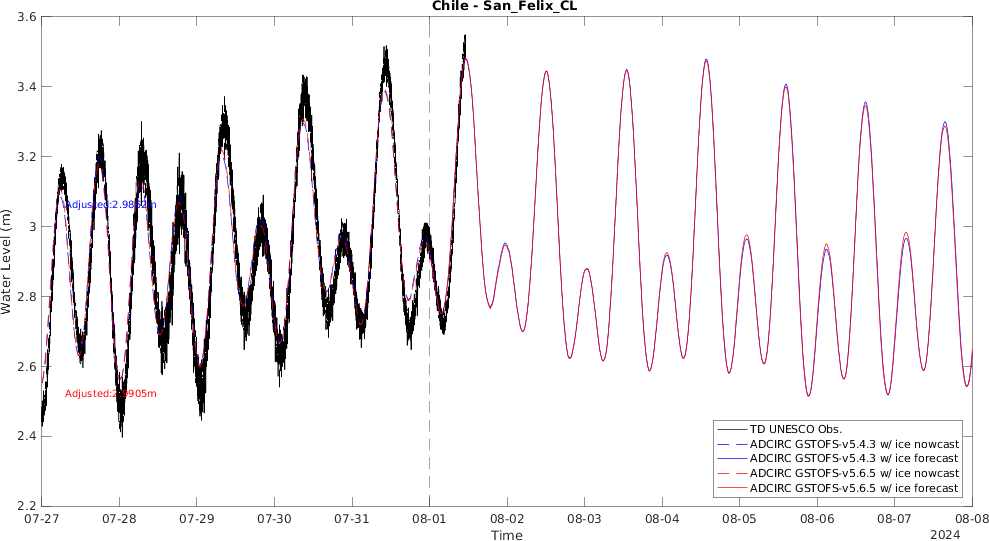 Chile - San_Felix_CL
Water Level (m)
3.6
3.4
3.2
3
2.8
2.6
2.4
2.2
Adjusted:2.9862m
Adjusted:2.9905m
TD UNESCO Obs.
ADCIRC GSTOFS-v5.4.3 w/ ice nowcast
ADCIRC GSTOFS-v5.4.3 w/ ice forecast
ADCIRC GSTOFS-v5.6.5 w/ ice nowcast
ADCIRC GSTOFS-v5.6.5 w/ ice forecast
07-27 07-28 07-29 07-30 07-31 08-01 08-02 08-03 08-04 08-05 08-06 08-07 08-08
Time
2024